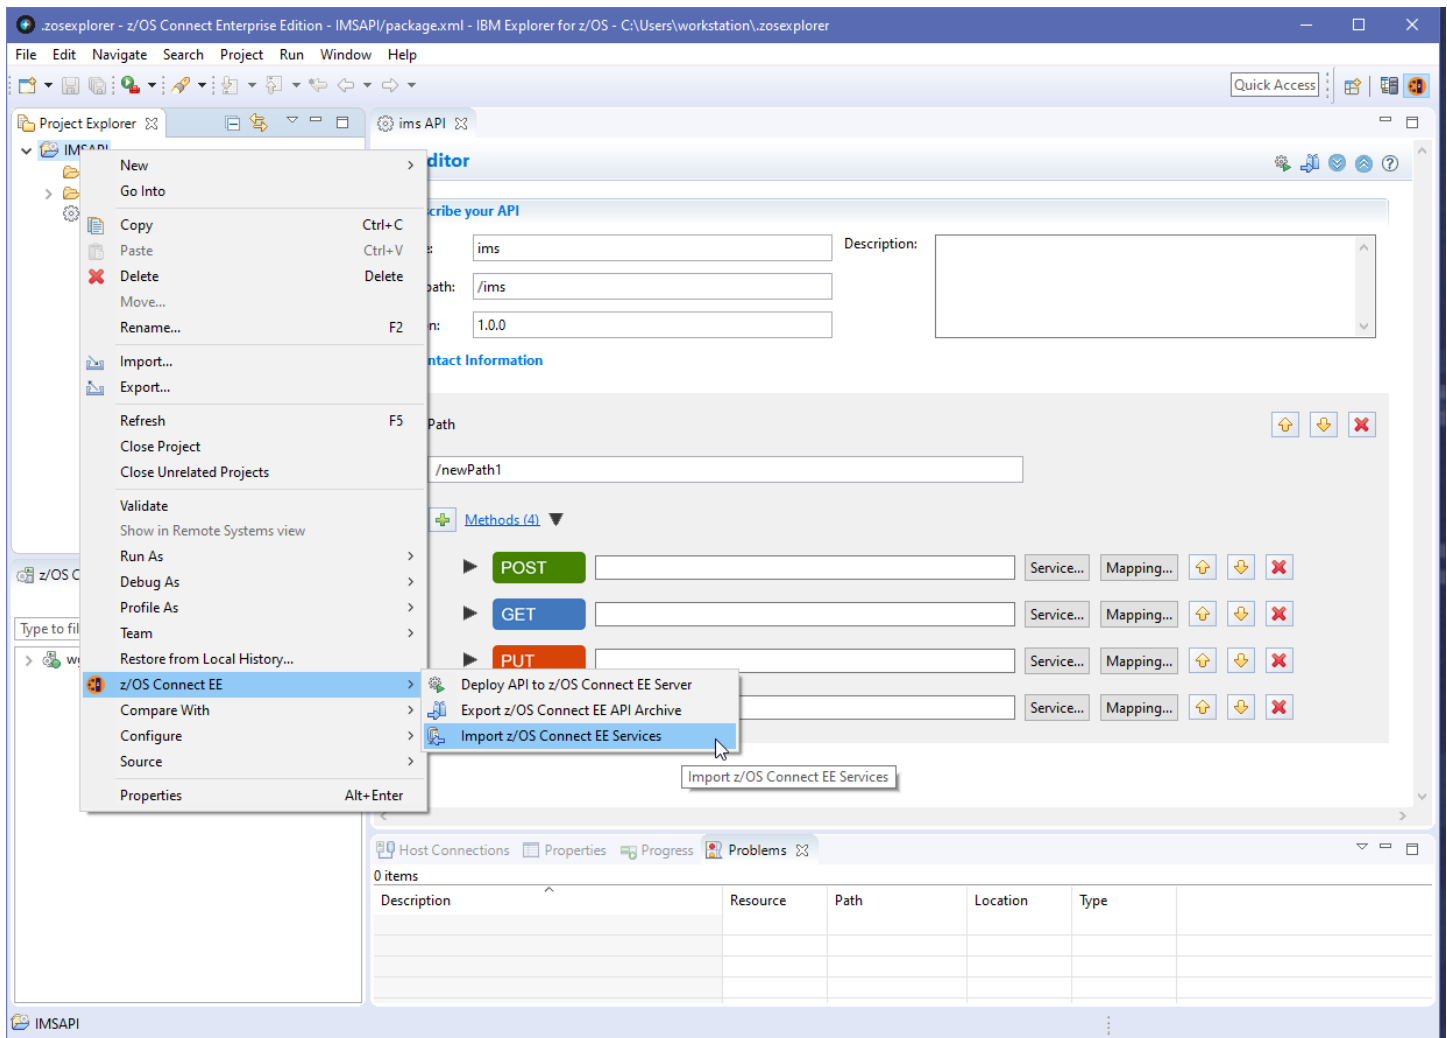 .zosexplorer - z/OS Connect Enterprise Edition - IMSAPI/package.xml - IBM Explorer for z/OS - C:\Users\workstation\.zosexplorer
File Edit Navigate Search Project Run Window Help
Quick Access
Project Explorer
ims API
IMSAPI
ditor
cribe your API
ims
Description:
path:
/ims
n:
1.0.0
ntact Information
Path
/newPath1
Methods (4)
POST Service... Mapping...
GET Service... Mapping...
PUT Service... Mapping...
Service... Mapping...
New
Go Into
Copy Ctrl+C
Paste Ctrl+V
Delete Delete
Move...
Rename... F2
Import...
Export...
Refresh F5
Close Project
Close Unrelated Projects
Validate
Show in Remote Systems view
Run As
Debug As
Profile As
Team
Restore from Local History...
z/OS Connect EE
Compare With
Configure
Source
Properties Alt+Enter
Deploy API to z/OS Connect EE Server
Export z/OS Connect EE API Archive
Import z/OS Connect EE Services
Import z/OS Connect EE Services
z/OS C
Type to fil
Host Connections Properties Progress Problems
0 items
Description Resource Path Location Type
IMSAPI